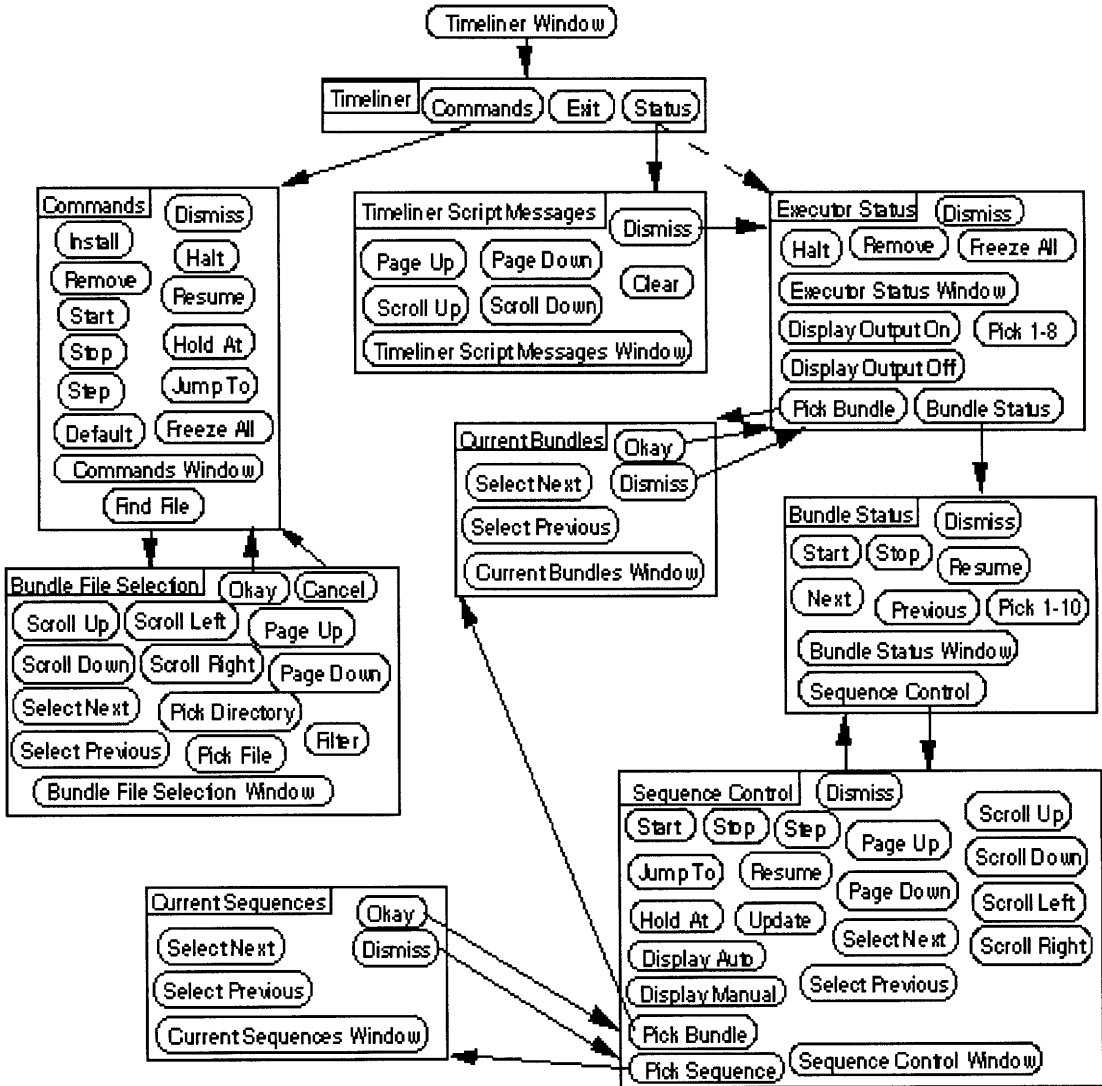 Timeliner Window
Timeliner
Commands
Exit
Status
Commands
Dismiss
Install
Halt
Remove
Resume
Start
Hold At
Stop
Jump To
Step
Default
Freeze All
Commands Window
Find File
Timeliner Script Messages
Dismiss
Page Up
Page Down
Clear
Scroll Up
Scroll Down
Timeliner Script Messages Window
Executor Status
Dismiss
Halt
Remove
Freeze All
Executor Status Window
Display Output On
Pick 1-8
Display Output Off
Pick Bundle
Bundle Status
Current Bundles
Okay
Select Next
Dismiss
Select Previous
Current Bundles Window
Bundle Status
Dismiss
Start
Stop
Resume
Next
Previous
Pick 1-10
Bundle Status Window
Sequence Control
Bundle File Selection
Okay
Cancel
Scroll Up
Scroll Left
Page Up
Scroll Down
Scroll Right
Page Down
Select Next
Pick Directory
Select Previous
Pick File
Filter
Bundle File Selection Window
Sequence Control
Dismiss
Start
Stop
Step
Page Up
Scroll Up
Jump To
Resume
Scroll Down
Page Down
Scroll Left
Hold At
Update
Select Next
Scroll Right
Display Auto
Display Manual
Select Previous
Pick Bundle
Pick Sequence
Sequence Control Window
Current Sequences
Okay
Select Next
Dismiss
Select Previous
Current Sequences Window